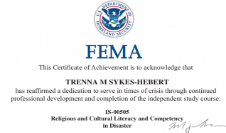 FEMA
This Certificate of Achievement is to acknowledge that
TRENNA M SYKES-HEBERT
has reaffirmed a dedication to serve in times of crisis through continued
professional development and completion of the independent study course:
IS-00505
Religious and Cultural Literacy and Competency
in Disaster